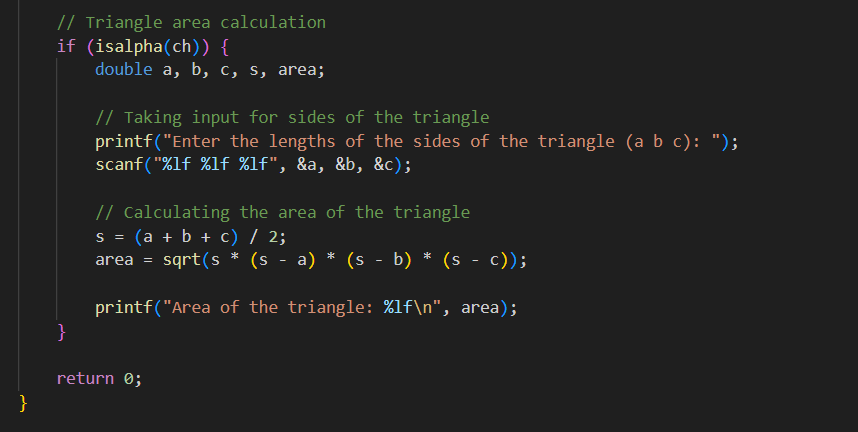 // Triangle area calculation
if (isalpha(ch)) {
double a, b, c, s, area;
// Taking input for sides of the triangle
printf("Enter the lengths of the sides of the triangle (a b c): ");
scanf("%lf %lf %lf", &a, &b, &c);
// Calculating the area of the triangle
s = (a + b + c) / 2;
area = sqrt(s * (s - a) * (s - b) * (s - c));
printf("Area of the triangle: %lf\n", area);
}
return 0;
}